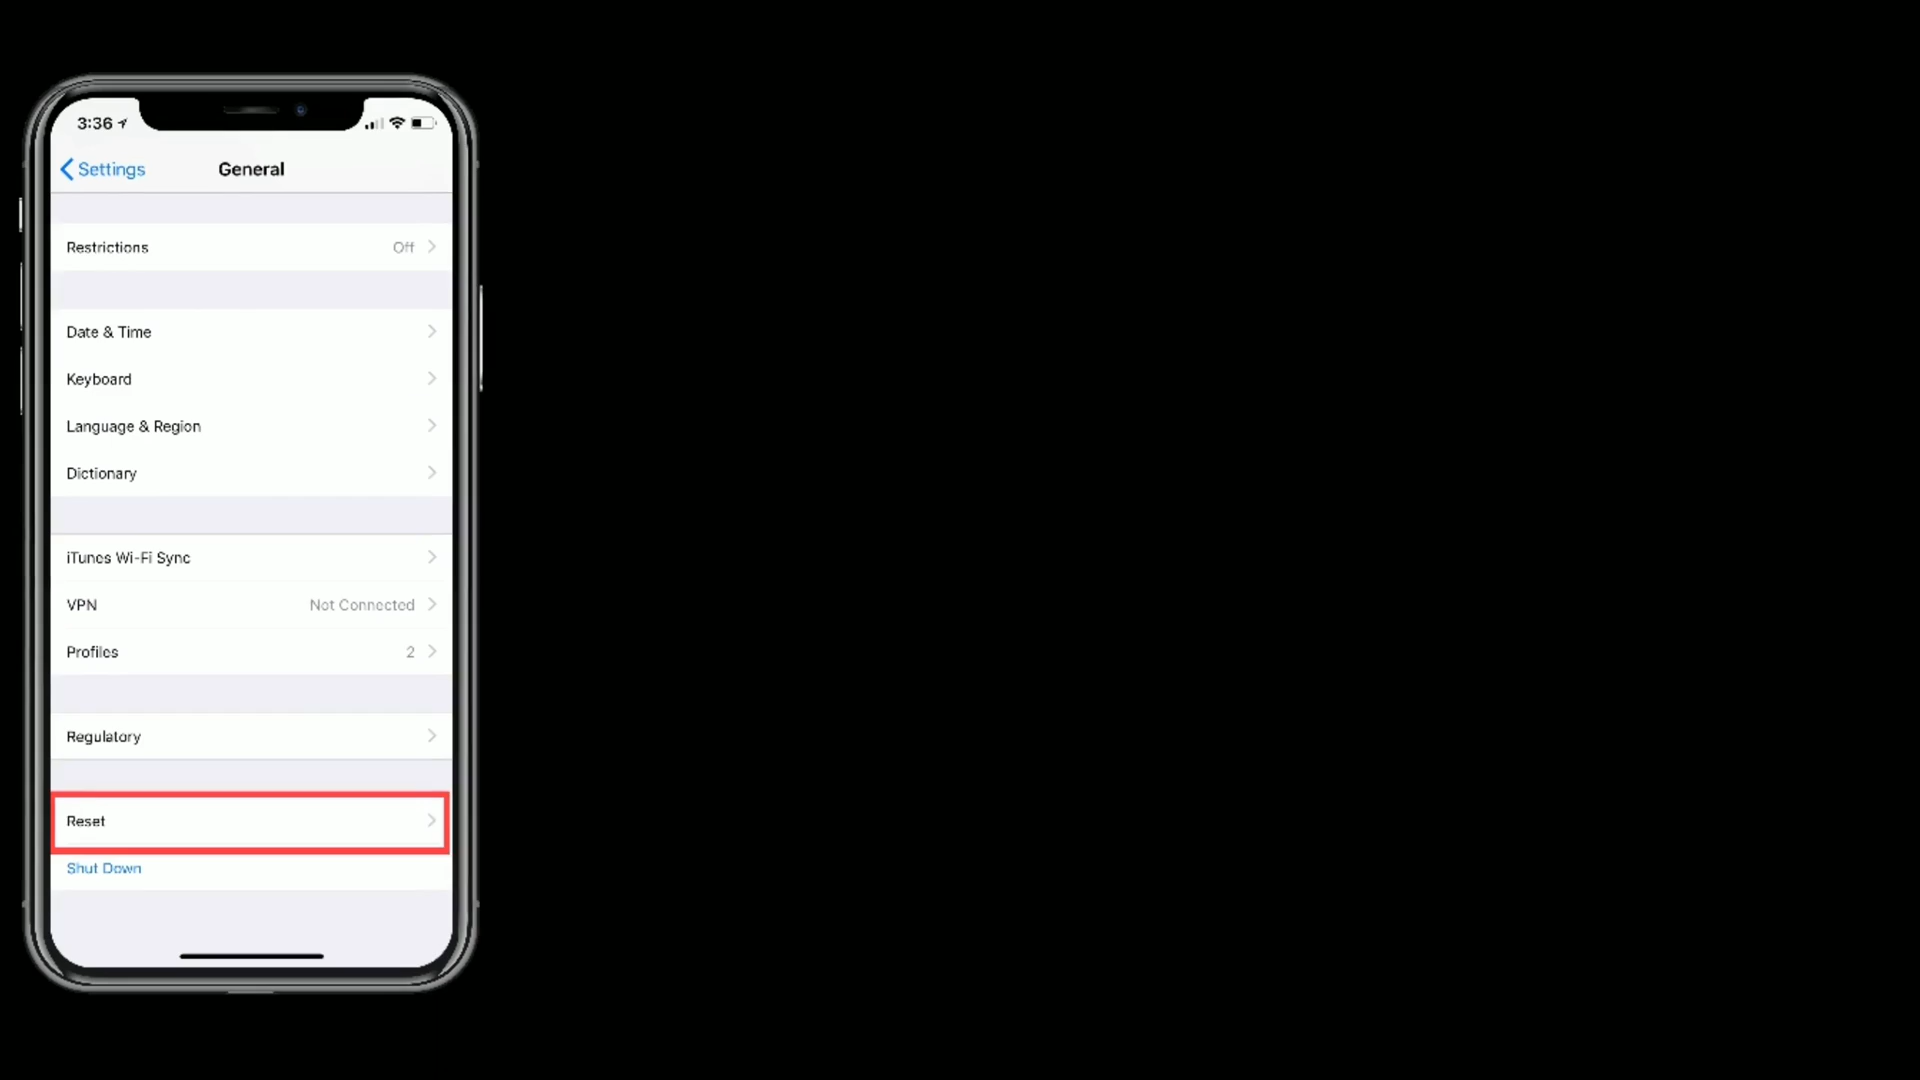 3:36
Settings
General
Restrictions Off
Date & Time
Keyboard
Language & Region
Dictionary
iTunes Wi-Fi Sync
VPN Not Connected
Profiles 2
Regulatory
Reset
Shut Down